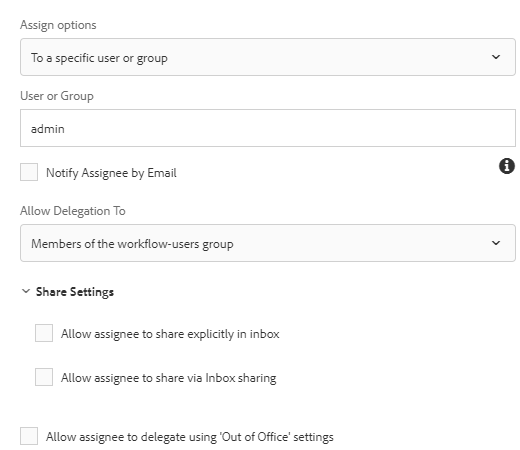 Assign options
To a specific user or group
User or Group
admin
Notify Assignee by Email
Allow Delegation To
Members of the workflow-users group
Share Settings
Allow assignee to share explicitly in inbox
Allow assignee to share via Inbox sharing
Allow assignee to delegate using 'Out of Office' settings